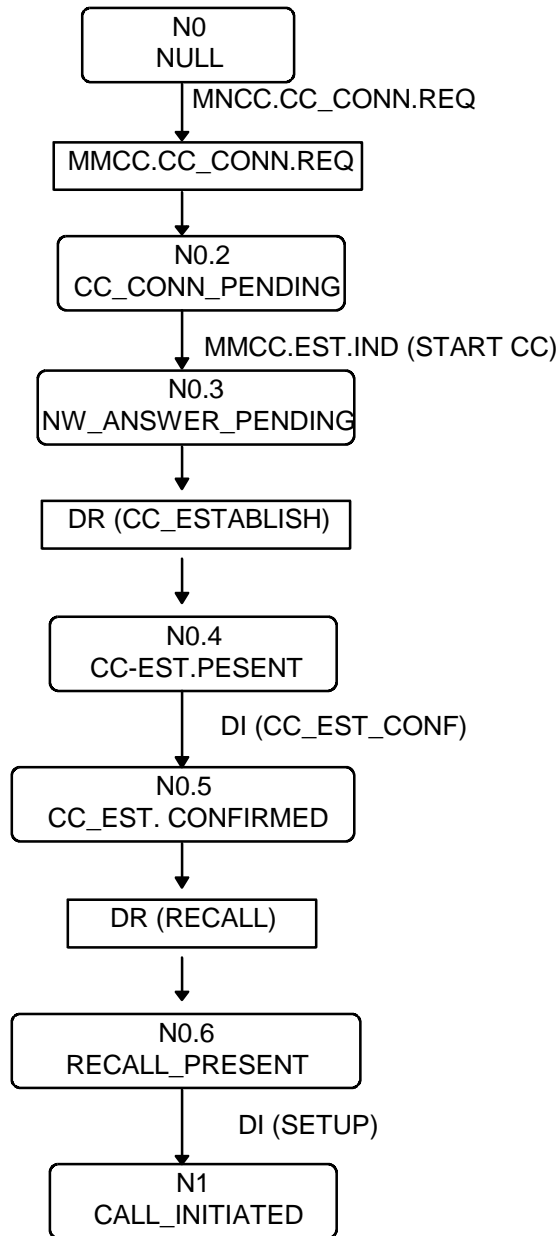 N0
NULL
MNCC.CC_CONN.REQ
MMCC.CC_CONN.REQ
N0.2
CC_CONN_PENDING
MMCC.EST.IND (START CC)
N0.3
NW_ANSWER_PENDING
DR (CC_ESTABLISH)
N0.4
CC-EST.PESENT
DI (CC_EST_CONF)
N0.5
CC_EST. CONFIRMED
DR (RECALL)
N0.6
RECALL_PRESENT
DI (SETUP)
N1
CALL_INITIATED